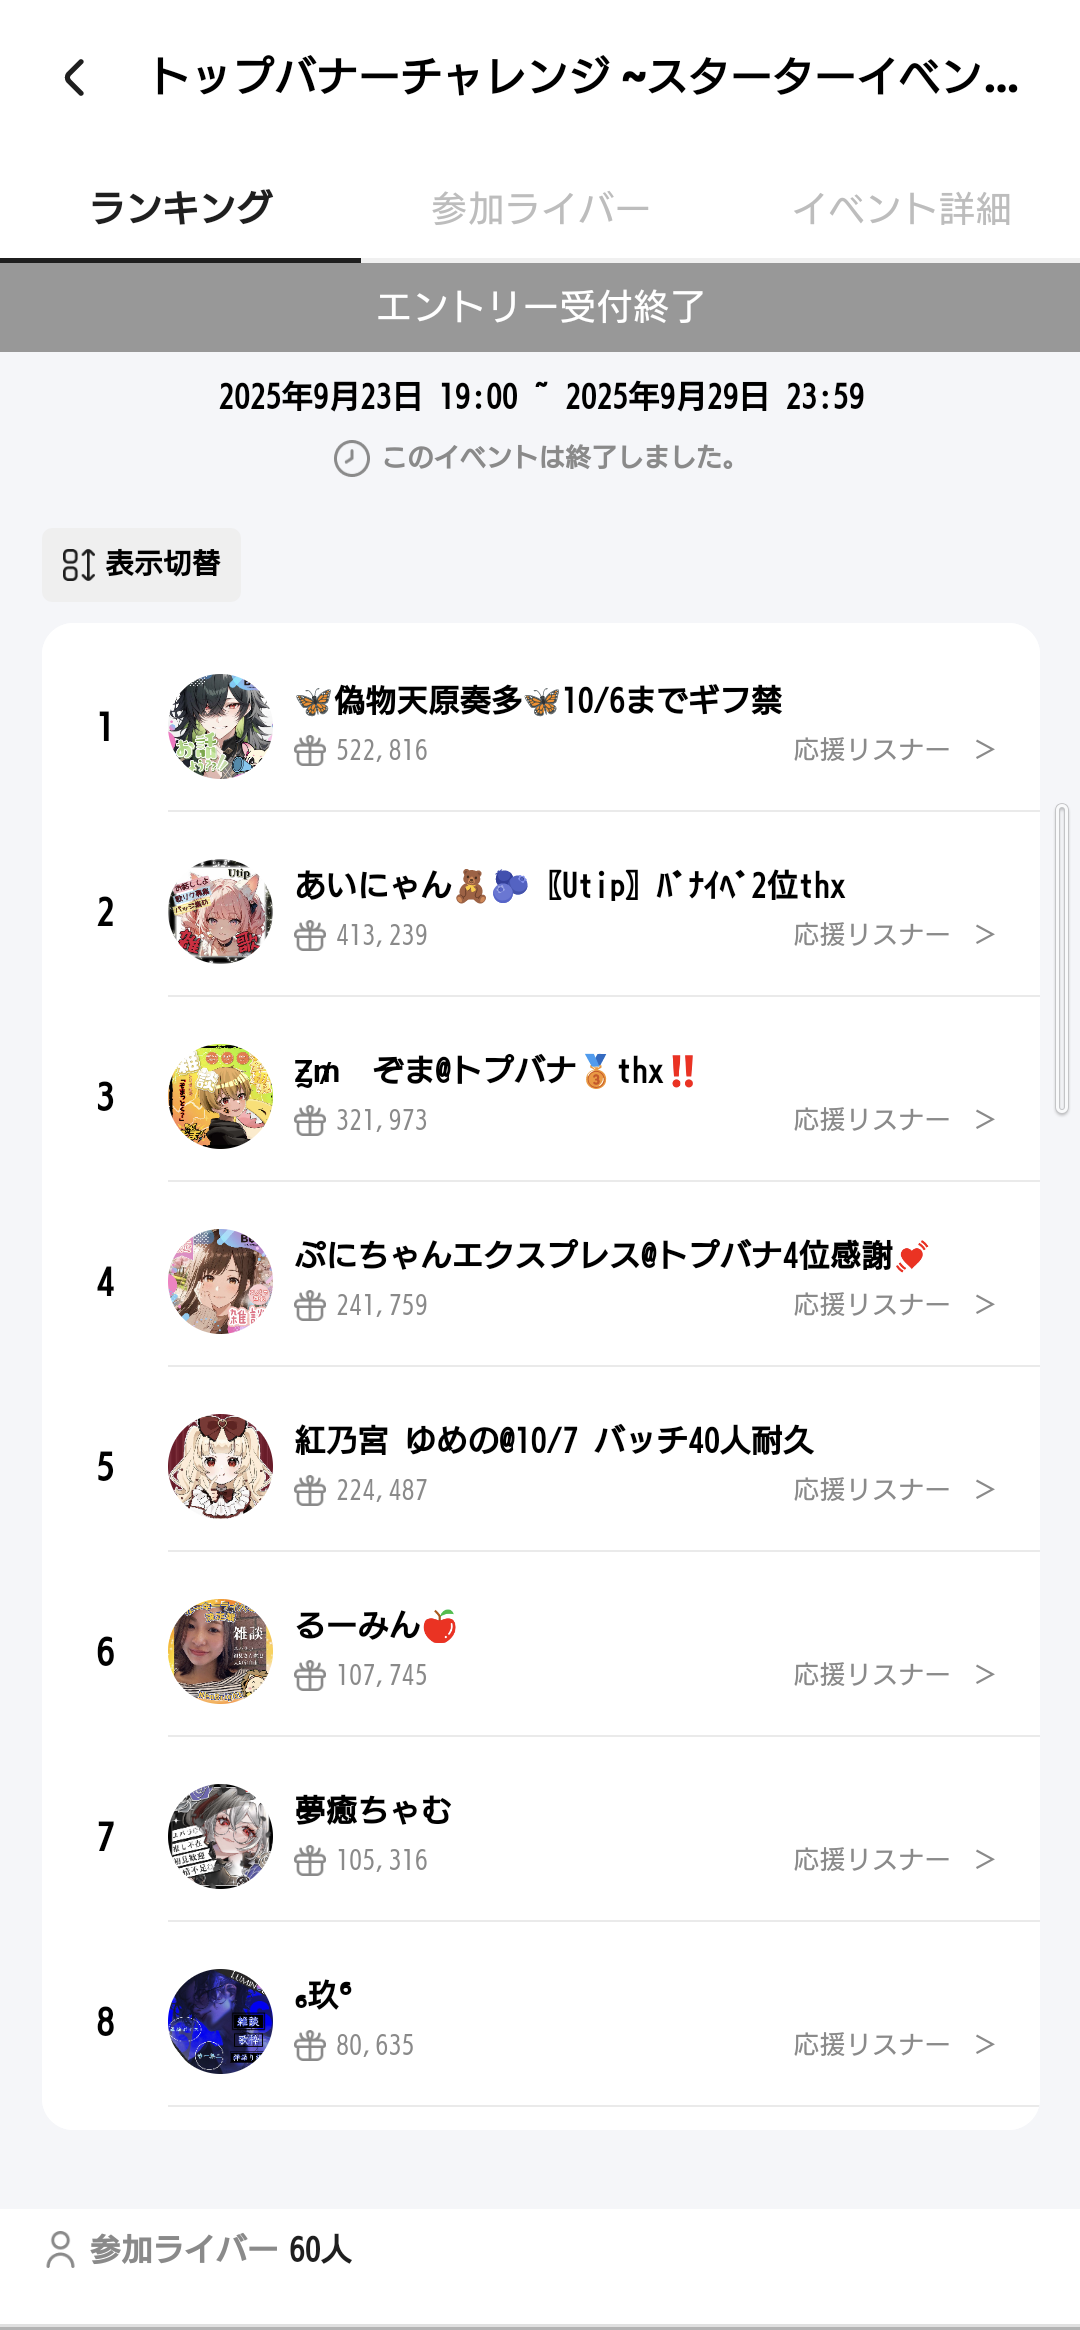 トップバナーチャレンジ ~スターターイベン...
ランキング
参加ライバー
イベント詳細
エントリー受付終了
2025年9月23日 19:00 ~ 2025年9月29日 23:59
このイベントは終了しました。
表示切替
1
🦋偽物天原奏多🦋10/6までギフ禁
522,816
応援リスナー >
2
あいにゃん🧸🫐〖Utip〗ﾊﾞﾅｲﾍﾞ2位thx
413,239
応援リスナー >
3
ぞま@トプバナ🥉thx‼️
321,973
応援リスナー >
4
ぷにちゃんエクスプレス@トプバナ4位感謝💓
241,759
応援リスナー >
5
紅乃宮 ゆめの@10/7 バッチ40人耐久
224,487
応援リスナー >
6
るーみん🍎
107,745
応援リスナー >
7
夢癒ちゃむ
105,316
応援リスナー >
8
玖
80,635
応援リスナー >
参加ライバー 60人